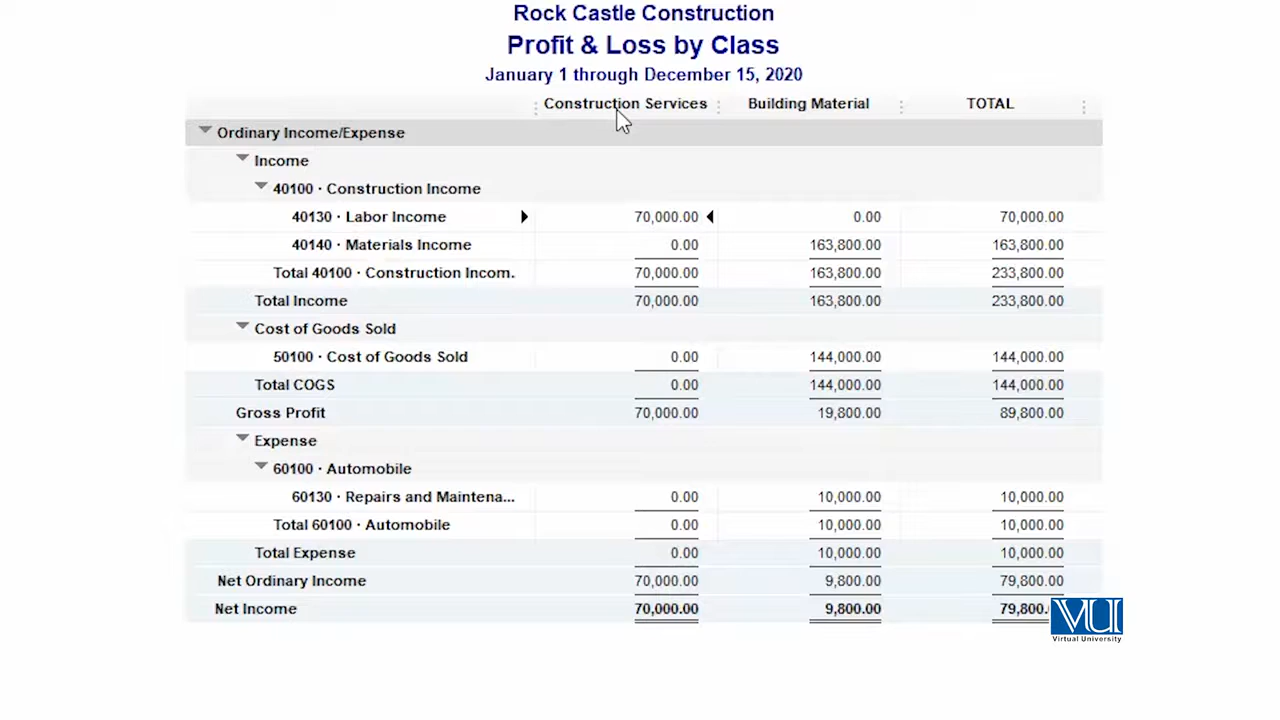 Rock Castle Construction
Profit & Loss by Class
January 1 through December 15, 2020
Construction Services Building Material TOTAL
Ordinary Income/Expense
Income
40100 · Construction Income
40130 · Labor Income 70,000.00 0.00 70,000.00
40140 · Materials Income 0.00 163,800.00 163,800.00
Total 40100 · Construction Incom. 70,000.00 163,800.00 233,800.00
Total Income 70,000.00 163,800.00 233,800.00
Cost of Goods Sold
50100 · Cost of Goods Sold 0.00 144,000.00 144,000.00
Total COGS 0.00 144,000.00 144,000.00
Gross Profit 70,000.00 19,800.00 89,800.00
Expense
60100 · Automobile
60130 · Repairs and Maintena... 0.00 10,000.00 10,000.00
Total 60100 · Automobile 0.00 10,000.00 10,000.00
Total Expense 0.00 10,000.00 10,000.00
Net Ordinary Income 70,000.00 9,800.00 79,800.00
Net Income 70,000.00 9,800.00 79,800.
VU
Virtual University